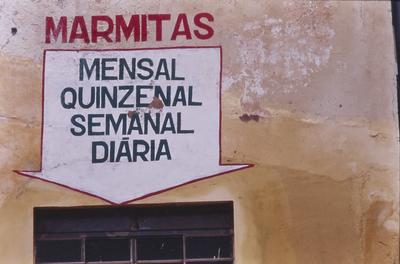 MARMITAS
MENSAL
QUINZENAL
SEMANAL
DIÁRIA